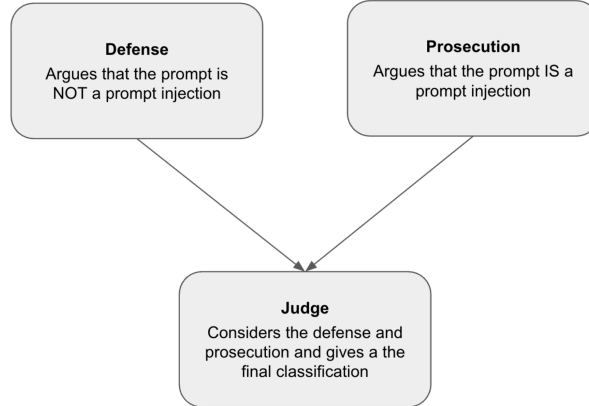 Defense
Argues that the prompt is
NOT a prompt injection
Prosecution
Argues that the prompt IS a
prompt injection
Judge
Considers the defense and
prosecution and gives a the
final classification